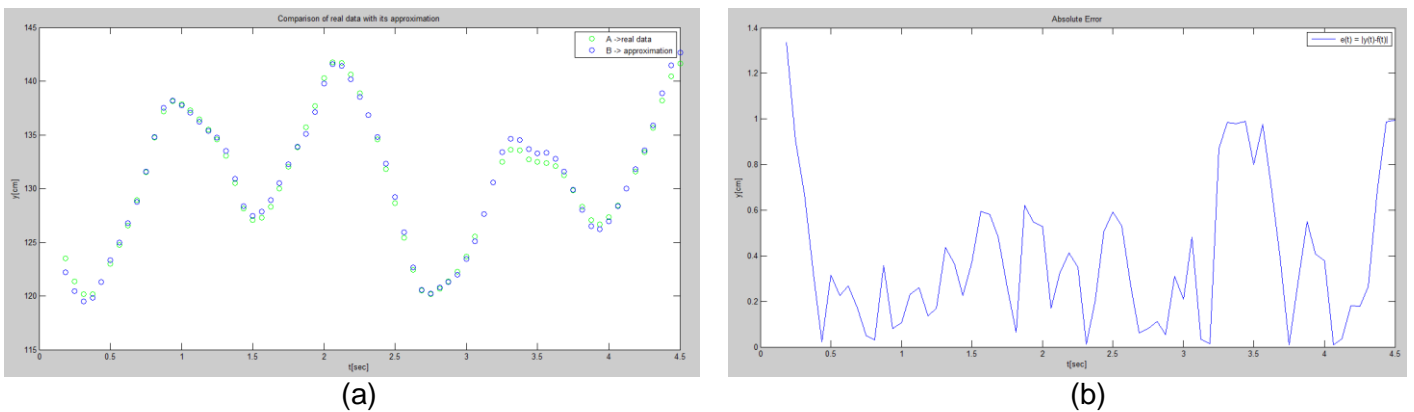 Comparison of real data with its approximation
A ->real data
B -> approximation
y[cm]
145
140
135
130
125
120
115
0 0.5 1 1.5 2 2.5 3 3.5 4 4.5
t[sec]
(a)
Absolute Error
e(t) = |y(t)-f(t)|
y[cm]
1.4
1.2
1
0.8
0.6
0.4
0.2
0
0 0.5 1 1.5 2 2.5 3 3.5 4 4.5
t[sec]
(b)